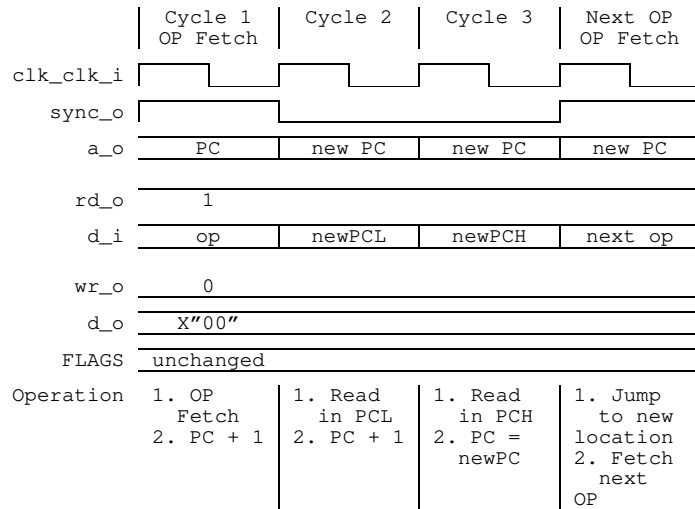 Cycle 1 Cycle 2 Cycle 3 Next OP
OP Fetch OP Fetch
clk_clk_i
sync_o
a_o PC new PC new PC new PC
rd_o 1
d_i op newPCL newPCH next op
wr_o 0
d_o X"00"
FLAGS unchanged
Operation 1. OP 1. Read 1. Read 1. Jump
Fetch in PCL in PCH to new
2. PC + 1 2. PC + 1 2. PC = location
newPC 2. Fetch
next
OP